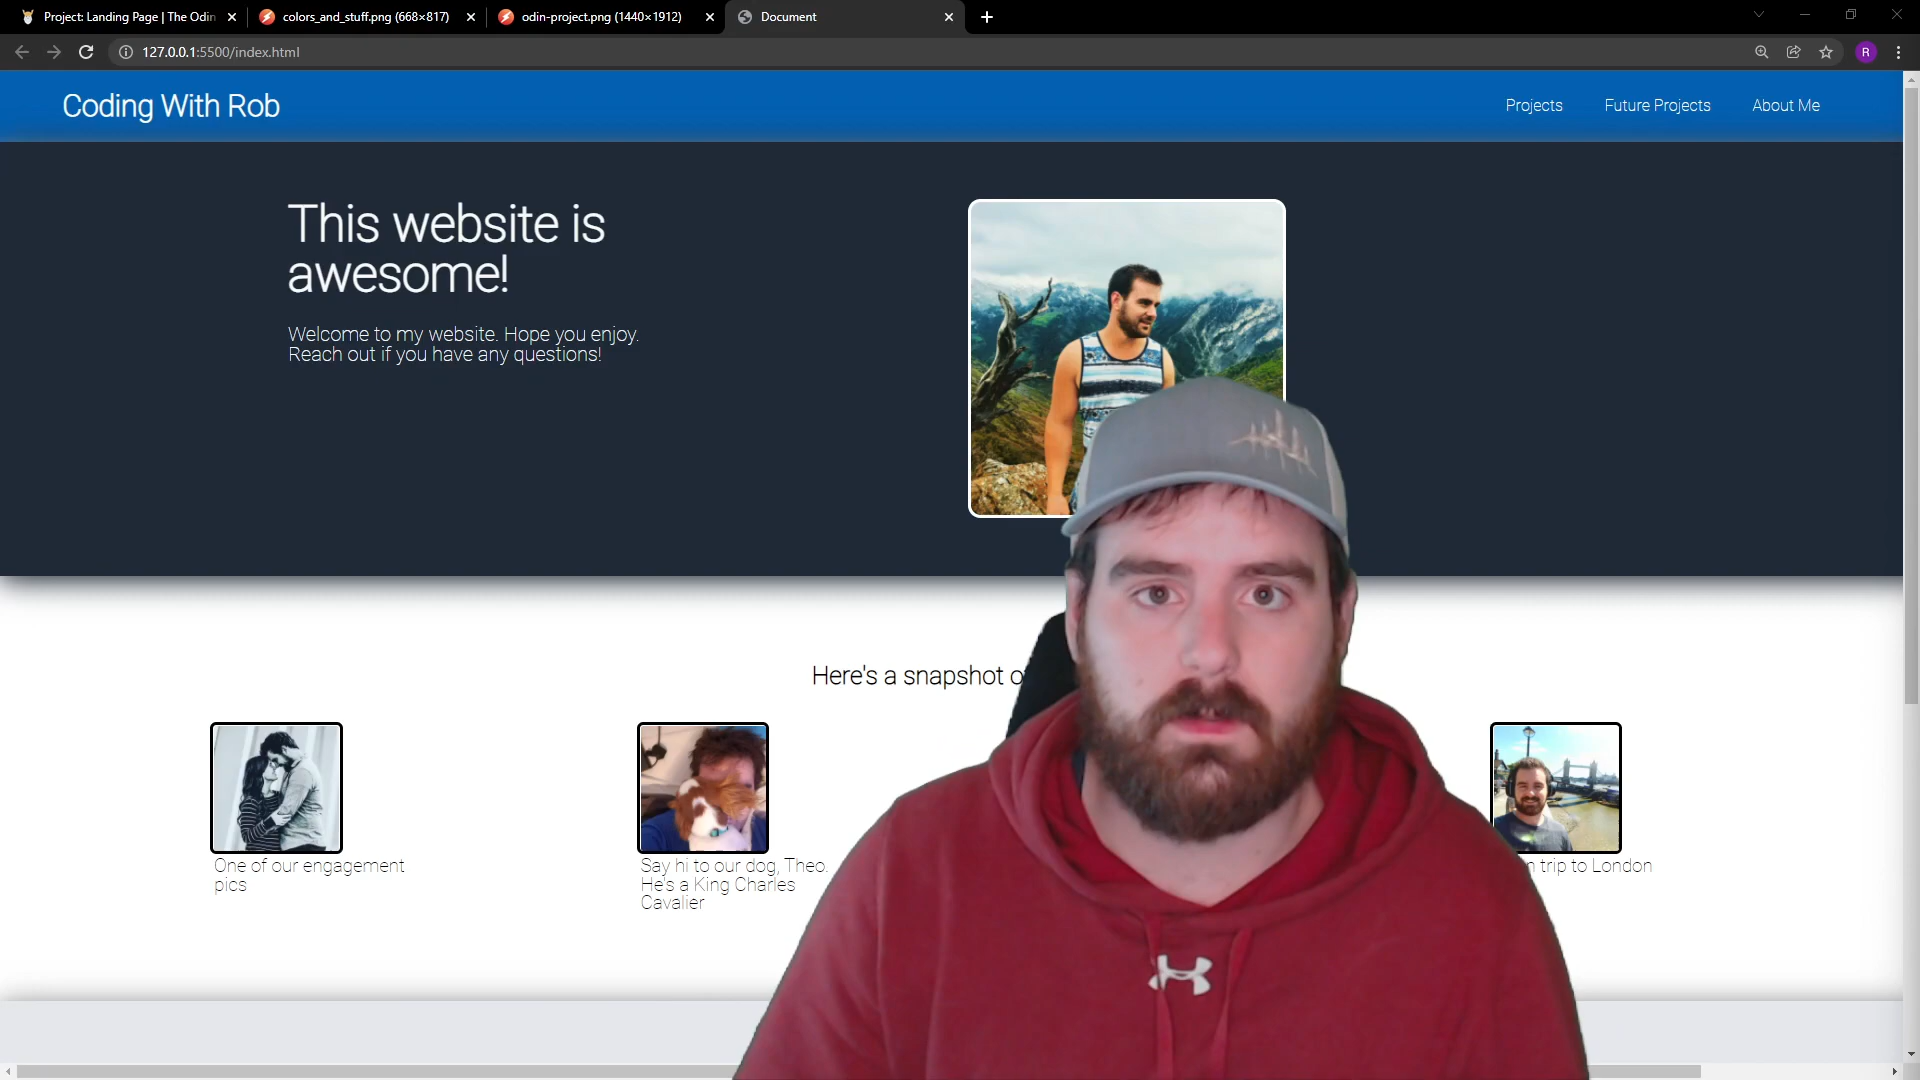 Project: Landing Page | The Odin
colors_and_stuff.png (668×817)
odin-project.png (1440×1912)
Document
127.0.0.1:5500/index.html
R
Coding With Rob
Projects
Future Projects
About Me
This website is
awesome!
Welcome to my website. Hope you enjoy.
Reach out if you have any questions!
Here's a snapshot
One of our engagement
pics
Say hi to our dog, Theo.
He's a King Charles
Cavalier
trip to London